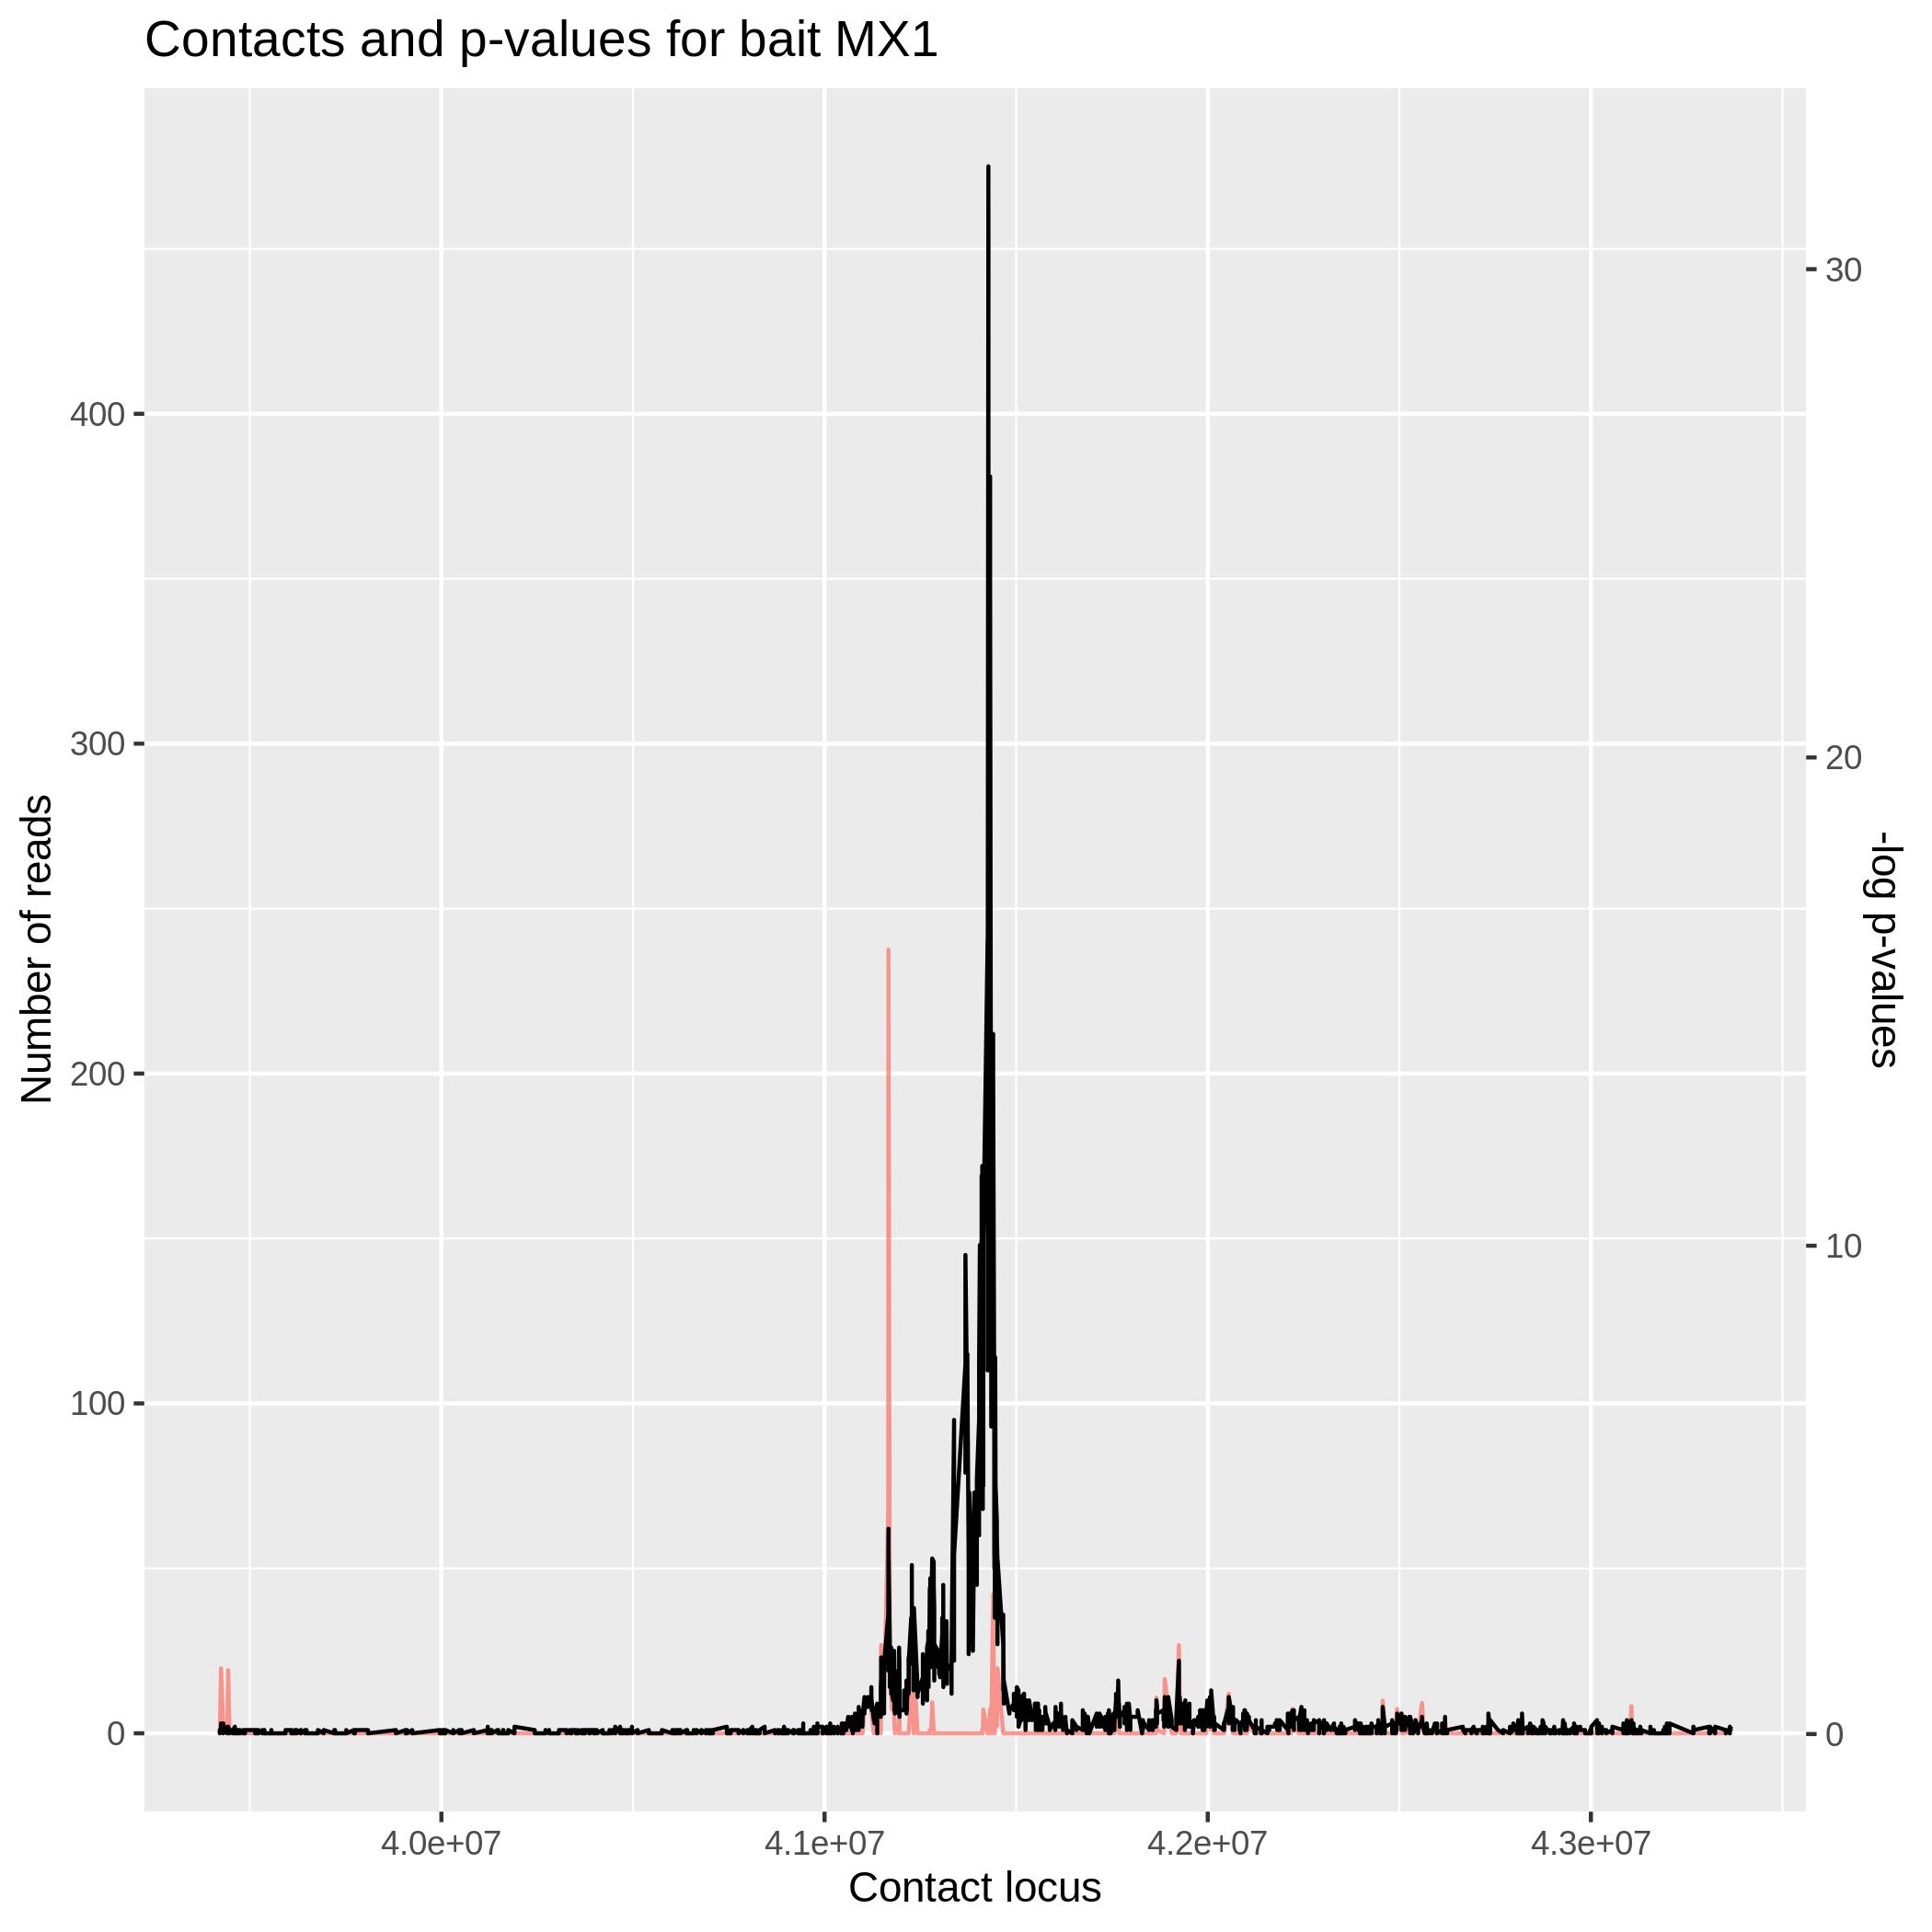 Contacts and p-values for bait MX1
Number of reads
400
300
200
100
0
30
20
10
0
-log p-values
4.0e+07
4.1e+07
4.2e+07
4.3e+07
Contact locus